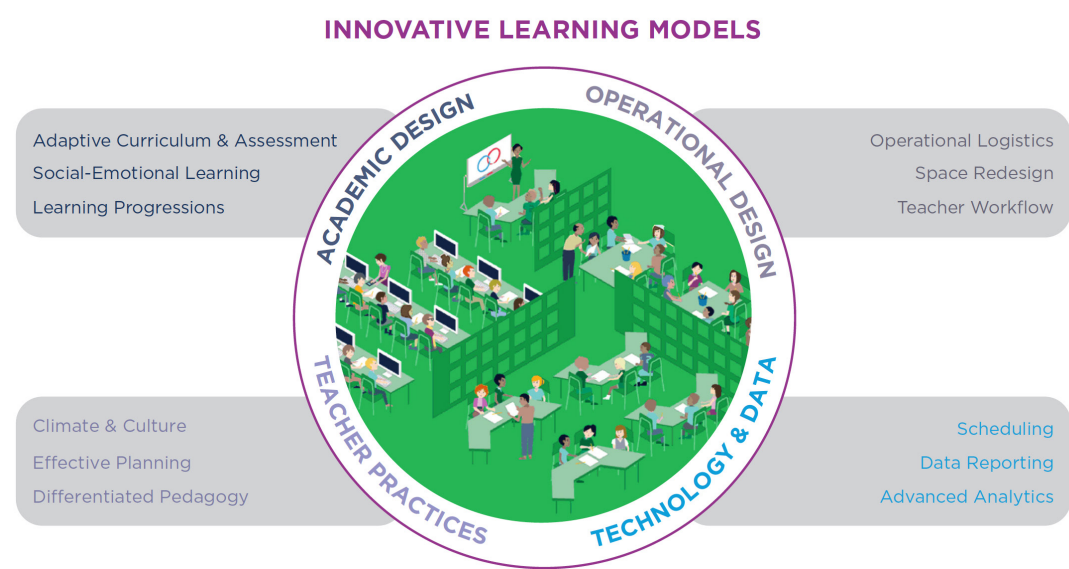 INNOVATIVE LEARNING MODELS
ACADEMIC DESIGN
Adaptive Curriculum & Assessment
Social-Emotional Learning
Learning Progressions
OPERATIONAL DESIGN
Operational Logistics
Space Redesign
Teacher Workflow
TEACHER PRACTICES
Climate & Culture
Effective Planning
Differentiated Pedagogy
TECHNOLOGY & DATA
Scheduling
Data Reporting
Advanced Analytics